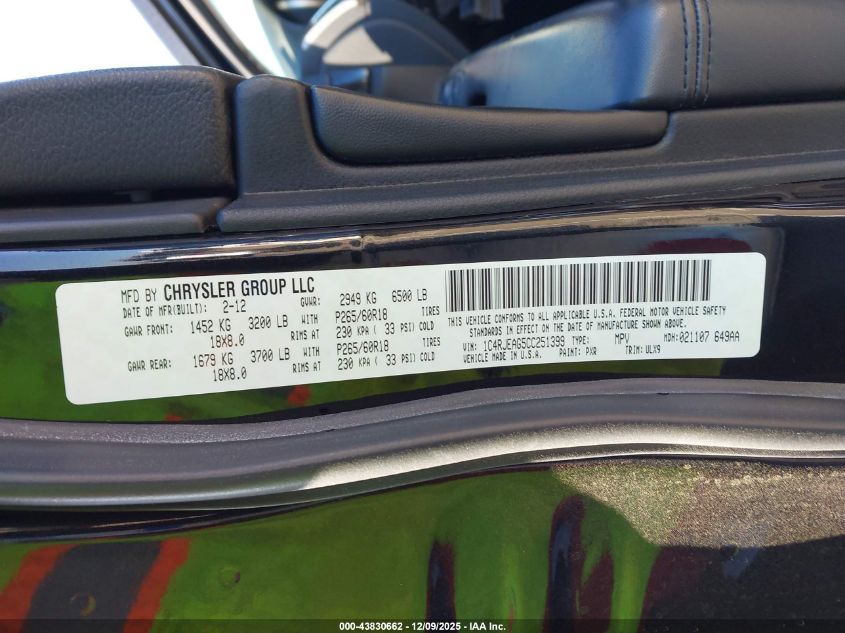 MFD BY CHRYSLER GROUP LLC
DATE OF MFR(BUILT): 2-12 GVWR: 2949 KG 6500 LB
GAWR FRONT: 1452 KG 3200 LB WITH P265/60R18 TIRES
18X8.0 RIMS AT 230 KPA ( 33 PSI) COLD
GAWR REAR: 1679 KG 3700 LB WITH P265/60R18 TIRES
18X8.0 RIMS AT 230 KPA ( 33 PSI) COLD
THIS VEHICLE CONFORMS TO ALL APPLICABLE U.S.A. FEDERAL MOTOR VEHICLE SAFETY
STANDARDS IN EFFECT ON THE DATE OF MANUFACTURE SHOWN ABOVE.
VIN: 1C4RJEAG5CC251399 TYPE: MPV MDH: 021107 649AA
VEHICLE MADE IN U.S.A. PAINT: PXR TRIM: ULX9
000-43830662 - 12/09/2025 - IAA Inc.